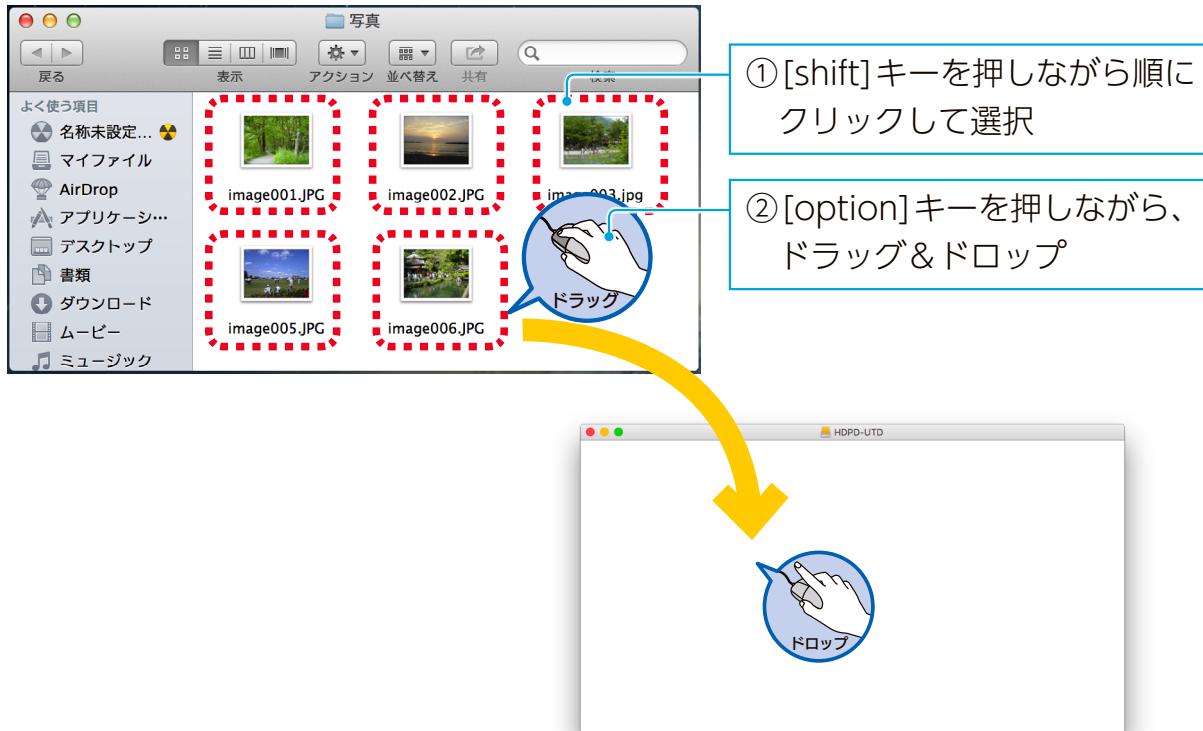 写真
戻る
表示
アクション
並べ替え
共有
検索
よく使う項目
名称未設定...
マイファイル
AirDrop
アプリケーシ…
デスクトップ
書類
ダウンロード
ムービー
ミュージック
image001.JPG
image002.JPG
image003.jpg
image005.JPG
image006.JPG
ドラッグ
①[shift]キーを押しながら順に
クリックして選択
②[option]キーを押しながら、
ドラッグ&ドロップ
HDPD-UTD
ドロップ